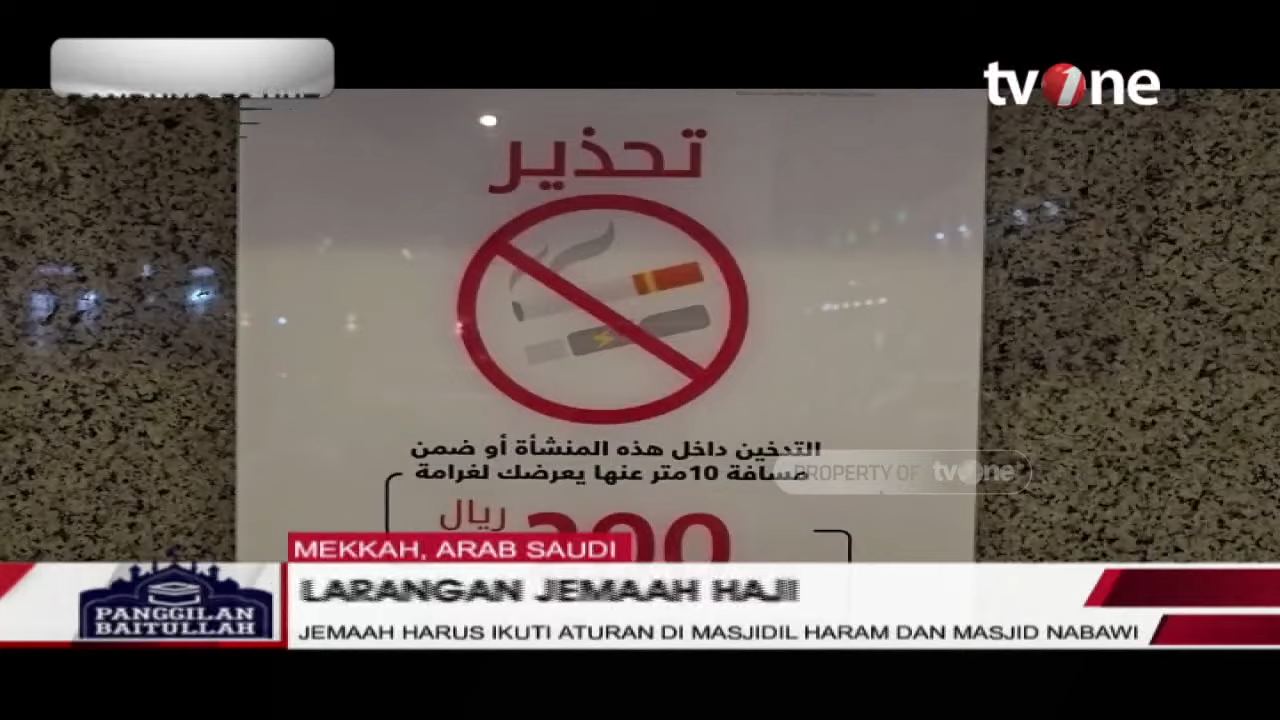 tvOne
تحذير
التدخين داخل هذه المنشأة أو ضمن
مسافة 10متر عنها يعرضك لغرامة
PROPERTY OF tvOne
ريال
MEKKAH, ARAB SAUDI
PANGGILAN
BAITULLAH
LARANGAN JEMAAH HAJI
JEMAAH HARUS IKUTI ATURAN DI MASJIDIL HARAM DAN MASJID NABAWI